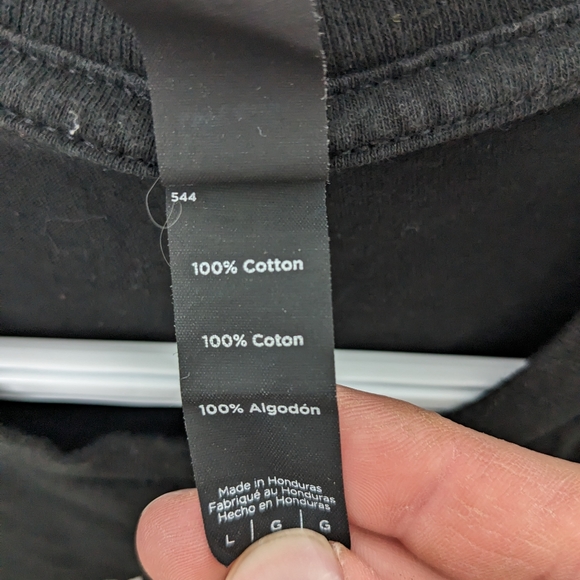 544
100% Cotton
100% Coton
100% Algodón
Made in Honduras
Fabriqué au Honduras
Hecho en Honduras
L | G | G